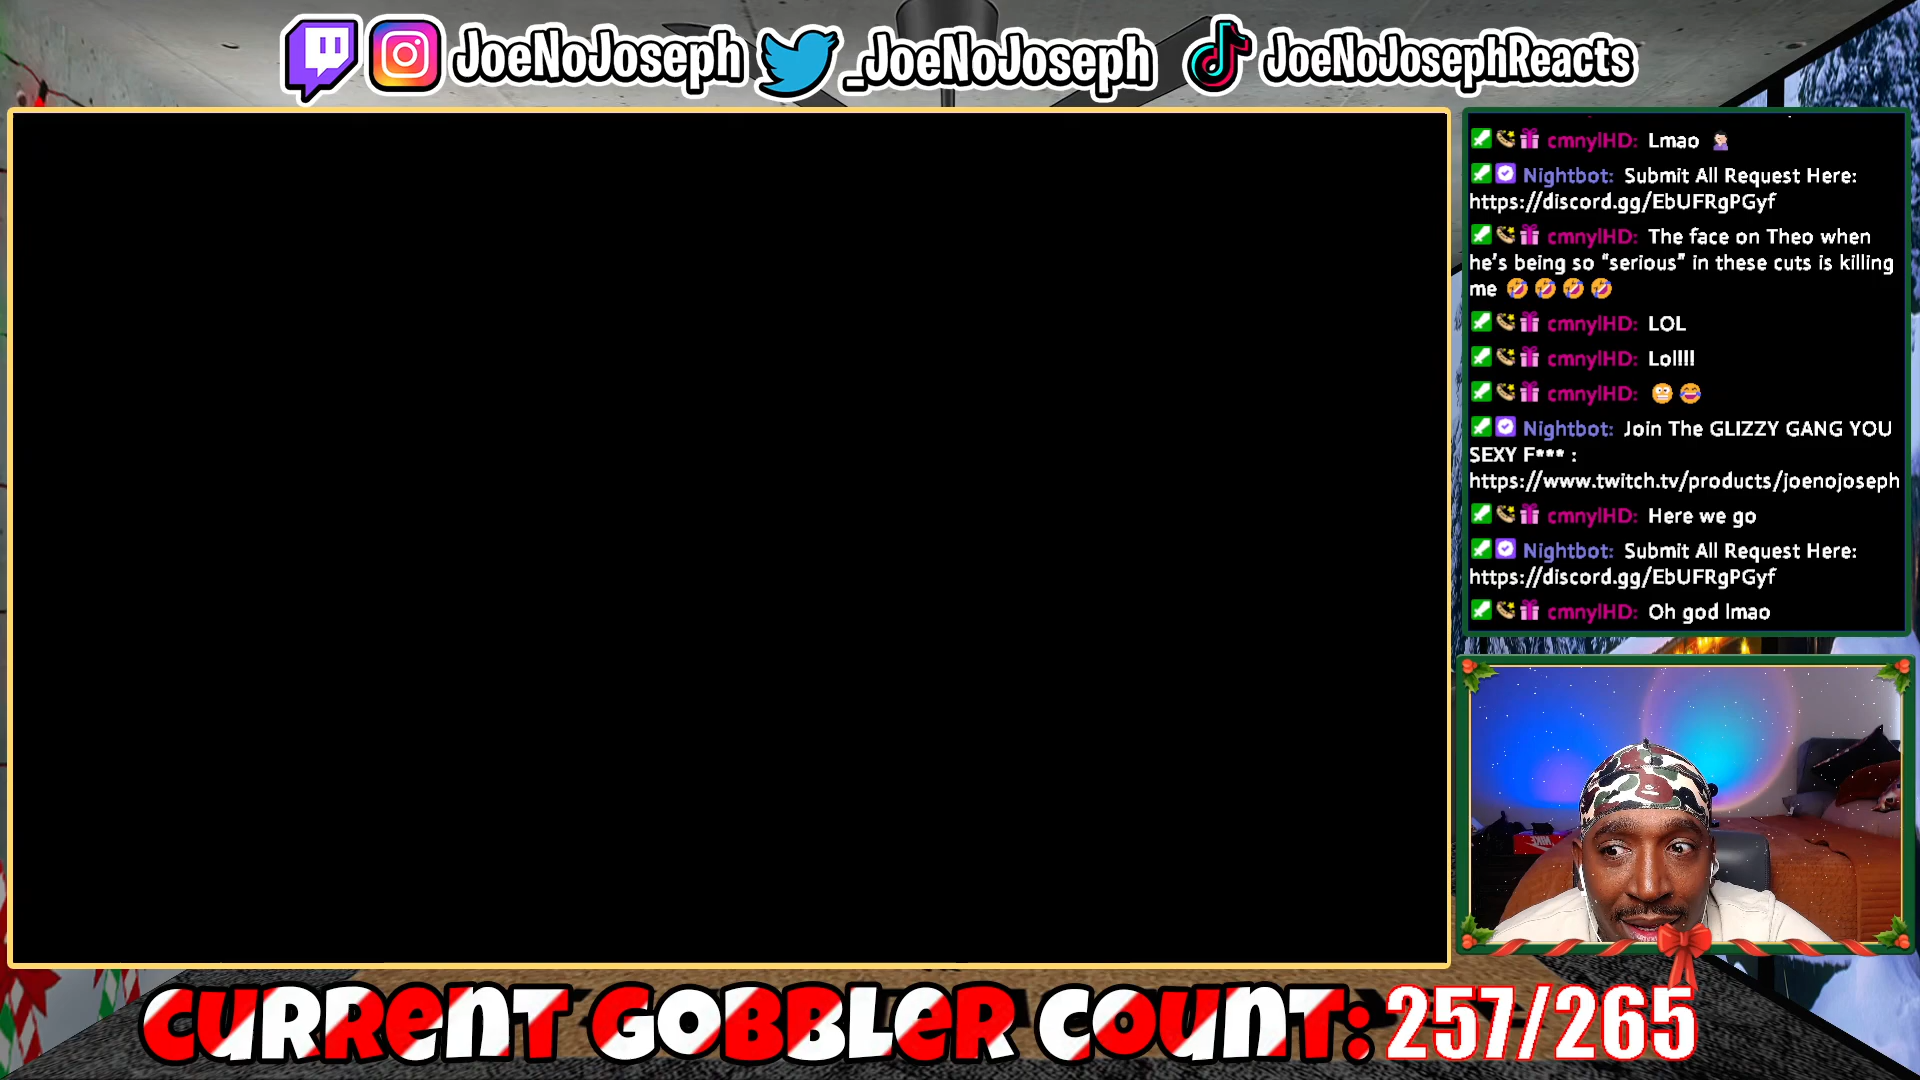 JoeNoJoseph _JoeNoJoseph JoeNoJosephReacts
cmnylHD: Lmao
Nightbot: Submit All Request Here:
https://discord.gg/EbUFRgPGyf
cmnylHD: The face on Theo when
he's being so "serious" in these cuts is killing
me
cmnylHD: LOL
cmnylHD: Lollll
cmnylHD:
Nightbot: Join The GLIZZY GANG YOU
SEXY F*** :
https://www.twitch.tv/products/joenojoseph
cmnylHD: Here we go
Nightbot: Submit All Request Here:
https://discord.gg/EbUFRgPGyf
cmnylHD: Oh god lmao
NIKE
CURRENT GOBBLER COUNT: 257/265